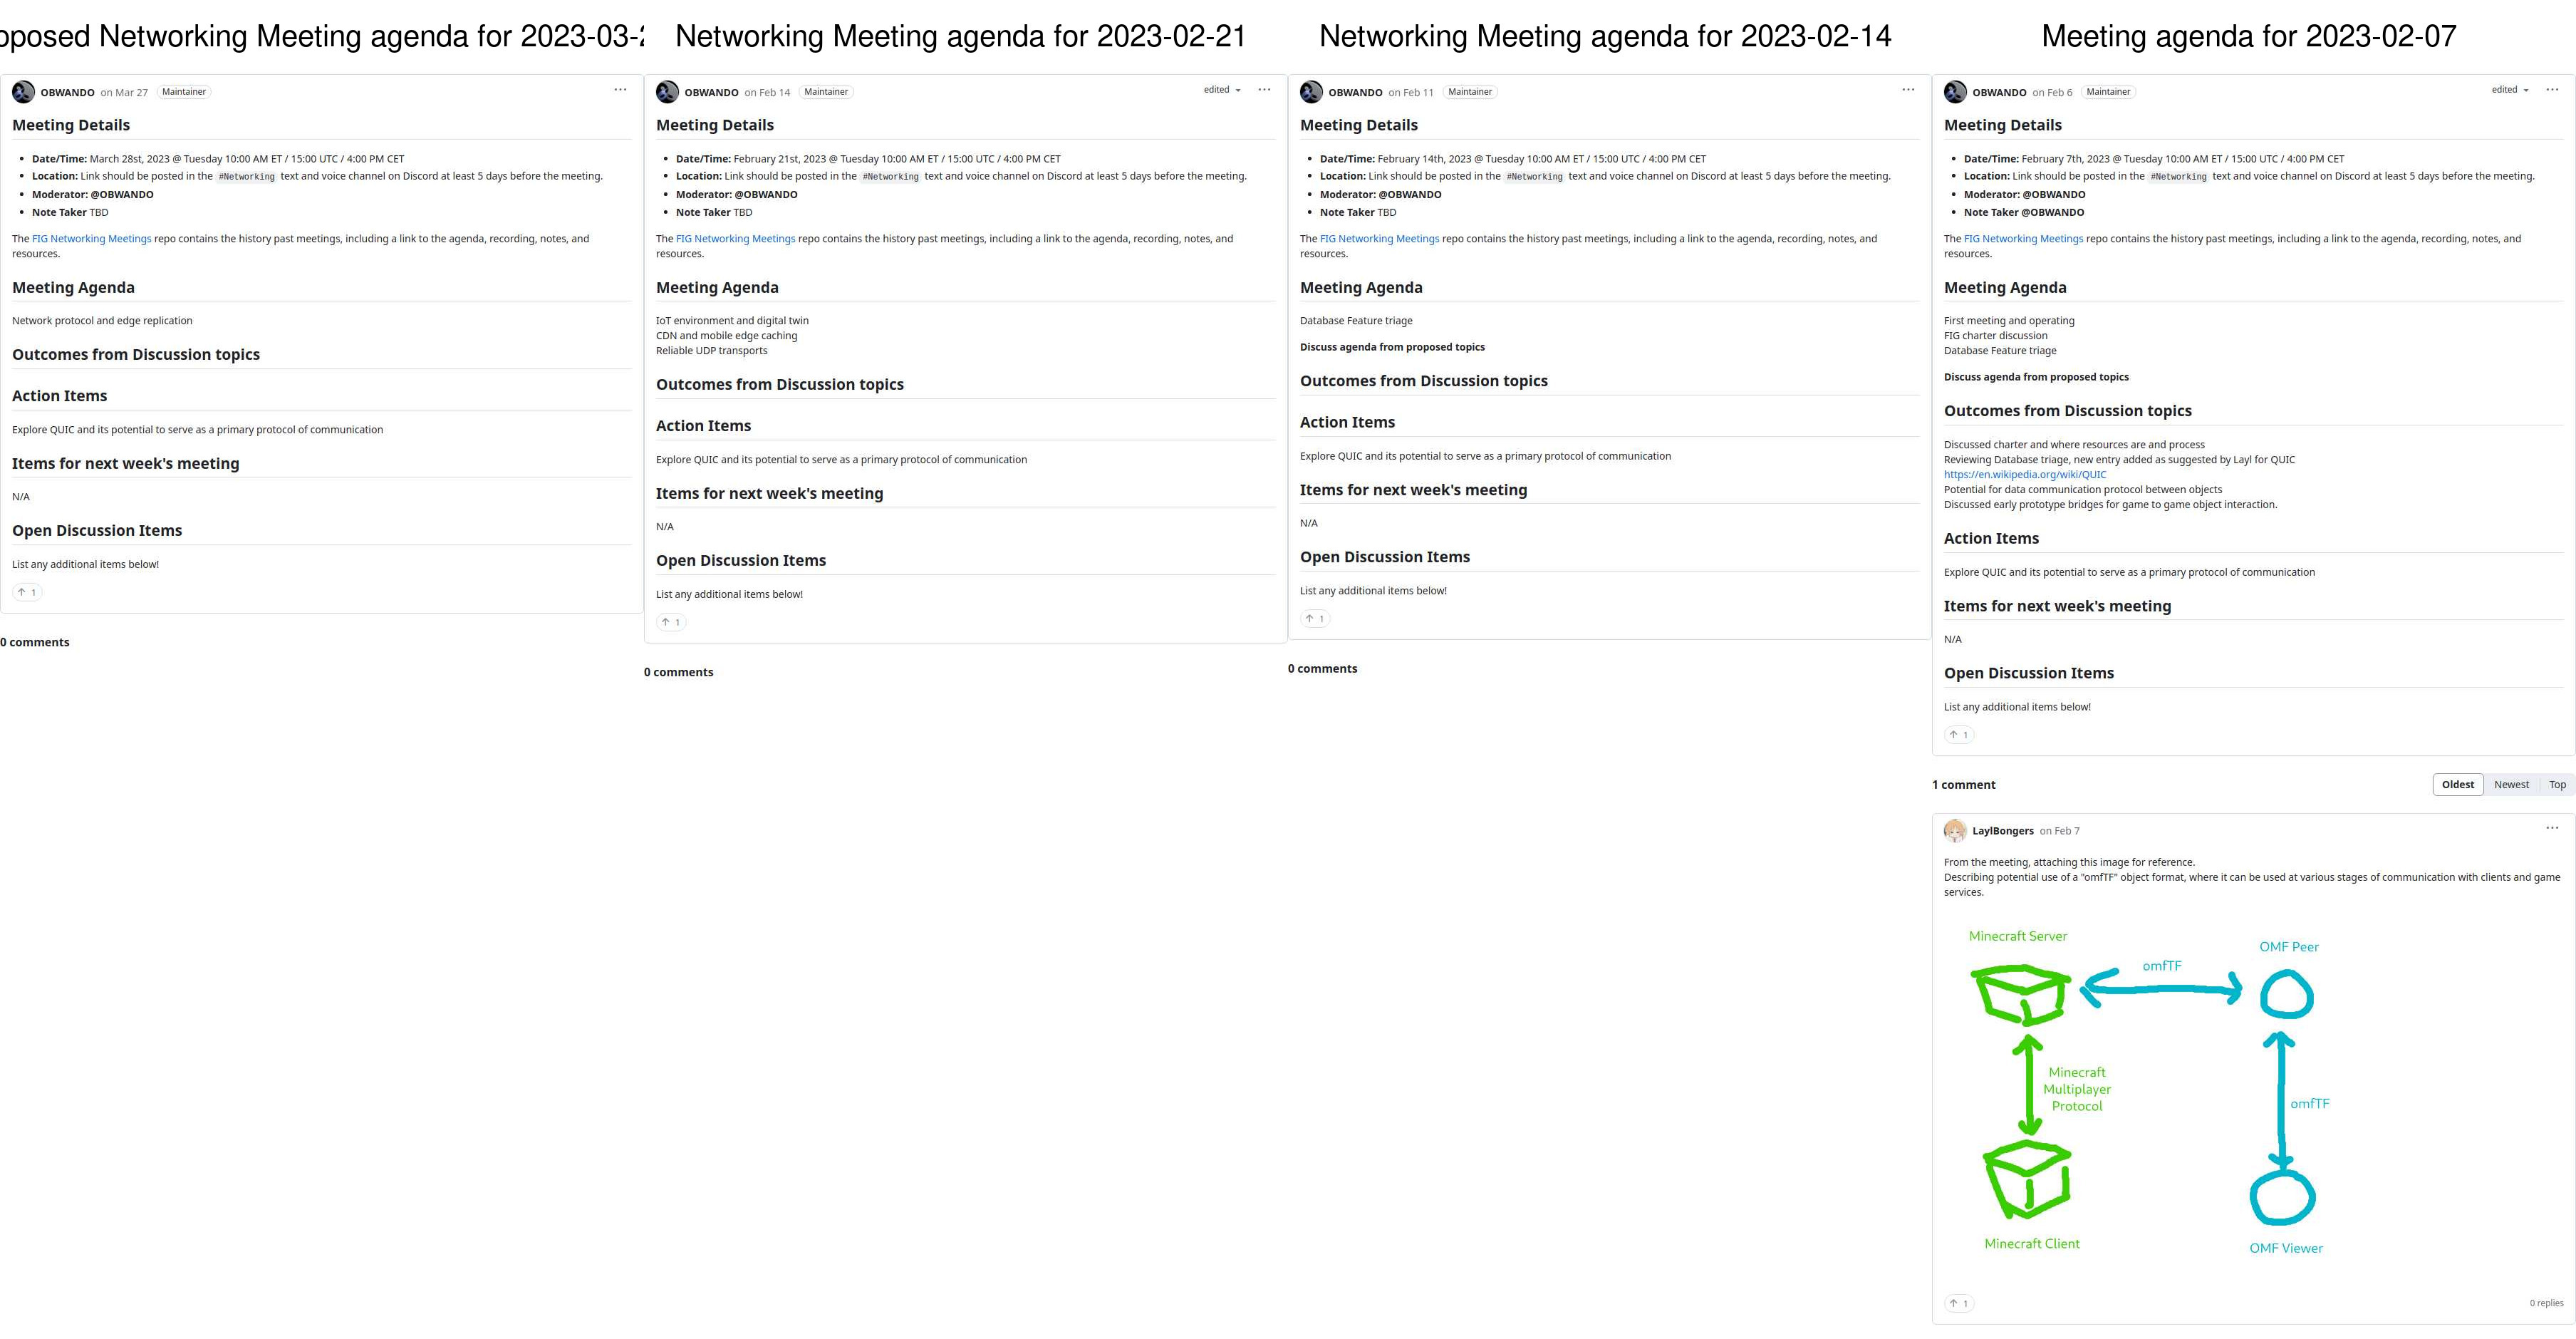 oposed Networking Meeting agenda for 2023-03-2
OBWANDO on Mar 27 Maintainer
Meeting Details
Date/Time: March 28st, 2023 @ Tuesday 10:00 AM ET / 15:00 UTC / 4:00 PM CET
Location: Link should be posted in the #Networking text and voice channel on Discord at least 5 days before the meeting.
Moderator: @OBWANDO
Note Taker TBD
The FIG Networking Meetings repo contains the history past meetings, including a link to the agenda, recording, notes, and
resources.
Meeting Agenda
Network protocol and edge replication
Outcomes from Discussion topics
Action Items
Explore QUIC and its potential to serve as a primary protocol of communication
Items for next week's meeting
N/A
Open Discussion Items
List any additional items below!
1
0 comments
Networking Meeting agenda for 2023-02-21
OBWANDO on Feb 14 Maintainer edited
Meeting Details
Date/Time: February 21st, 2023 @ Tuesday 10:00 AM ET / 15:00 UTC / 4:00 PM CET
Location: Link should be posted in the #Networking text and voice channel on Discord at least 5 days before the meeting.
Moderator: @OBWANDO
Note Taker TBD
The FIG Networking Meetings repo contains the history past meetings, including a link to the agenda, recording, notes, and
resources.
Meeting Agenda
IoT environment and digital twin
CDN and mobile edge caching
Reliable UDP transports
Outcomes from Discussion topics
Action Items
Explore QUIC and its potential to serve as a primary protocol of communication
Items for next week's meeting
N/A
Open Discussion Items
List any additional items below!
1
0 comments
Networking Meeting agenda for 2023-02-14
OBWANDO on Feb 11 Maintainer
Meeting Details
Date/Time: February 14th, 2023 @ Tuesday 10:00 AM ET / 15:00 UTC / 4:00 PM CET
Location: Link should be posted in the #Networking text and voice channel on Discord at least 5 days before the meeting.
Moderator: @OBWANDO
Note Taker TBD
The FIG Networking Meetings repo contains the history past meetings, including a link to the agenda, recording, notes, and
resources.
Meeting Agenda
Database Feature triage
Discuss agenda from proposed topics
Outcomes from Discussion topics
Action Items
Explore QUIC and its potential to serve as a primary protocol of communication
Items for next week's meeting
N/A
Open Discussion Items
List any additional items below!
1
0 comments
Meeting agenda for 2023-02-07
OBWANDO on Feb 6 Maintainer edited
Meeting Details
Date/Time: February 7th, 2023 @ Tuesday 10:00 AM ET / 15:00 UTC / 4:00 PM CET
Location: Link should be posted in the #Networking text and voice channel on Discord at least 5 days before the meeting.
Moderator: @OBWANDO
Note Taker @OBWANDO
The FIG Networking Meetings repo contains the history past meetings, including a link to the agenda, recording, notes, and
resources.
Meeting Agenda
First meeting and operating
FIG charter discussion
Database Feature triage
Discuss agenda from proposed topics
Outcomes from Discussion topics
Discussed charter and where resources are and process
Reviewing Database triage, new entry added as suggested by Layl for QUIC
https://en.wikipedia.org/wiki/QUIC
Potential for data communication protocol between objects
Discussed early prototype bridges for game to game object interaction.
Action Items
Explore QUIC and its potential to serve as a primary protocol of communication
Items for next week's meeting
N/A
Open Discussion Items
List any additional items below!
1
1 comment Oldest Newest Top
LaylBongers on Feb 7
From the meeting, attaching this image for reference.
Describing potential use of a "omfTF" object format, where it can be used at various stages of communication with clients and game
services.
Minecraft Server
OMF Peer
omfTF
Minecraft
Multiplayer
Protocol
omfTF
Minecraft Client
OMF Viewer
1
0 replies